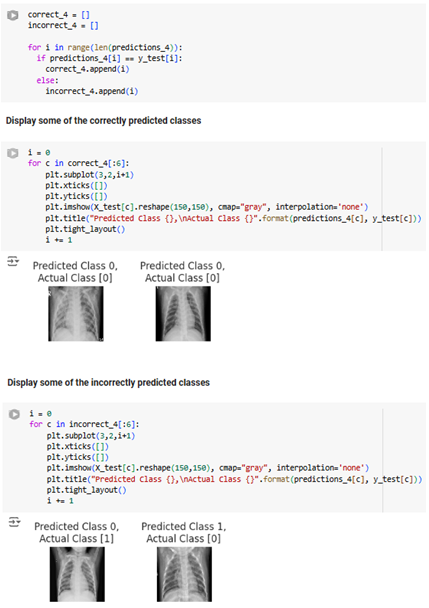 correct_4 = []
incorrect_4 = []
for i in range(len(predictions_4)):
if predictions_4[i] == y_test[i]:
correct_4.append(i)
else:
incorrect_4.append(i)
Display some of the correctly predicted classes
i = 0
for c in correct_4[:6]:
plt.subplot(3,2,i+1)
plt.xticks([])
plt.yticks([])
plt.imshow(X_test[c].reshape(150,150), cmap="gray", interpolation='none')
plt.title("Predicted Class {},\nActual Class {}".format(predictions_4[c], y_test[c]))
plt.tight_layout()
i += 1
Predicted Class 0, Predicted Class 0,
Actual Class [0] Actual Class [0]
Display some of the incorrectly predicted classes
i = 0
for c in incorrect_4[:6]:
plt.subplot(3,2,i+1)
plt.xticks([])
plt.yticks([])
plt.imshow(X_test[c].reshape(150,150), cmap="gray", interpolation='none')
plt.title("Predicted Class {},\nActual Class {}".format(predictions_4[c], y_test[c]))
plt.tight_layout()
i += 1
Predicted Class 0, Predicted Class 1,
Actual Class [1] Actual Class [0]